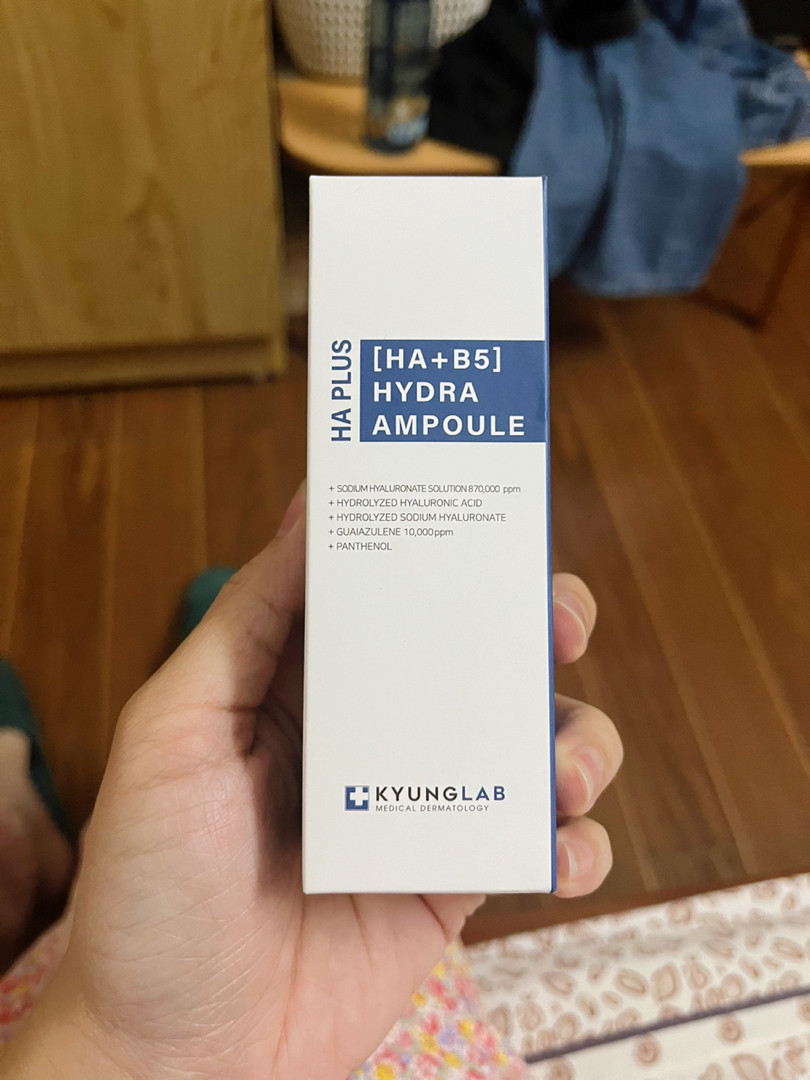 HA PLUS
[HA+B5]
HYDRA
AMPOULE
+ SODIUM HYALURONATE SOLUTION 870,000 ppm
+ HYDROLYZED HYALURONIC ACID
+ HYDROLYZED SODIUM HYALURONATE
+ GUAIAZULENE 10,000ppm
+ PANTHENOL
KYUNGLAB
MEDICAL DERMATOLOGY